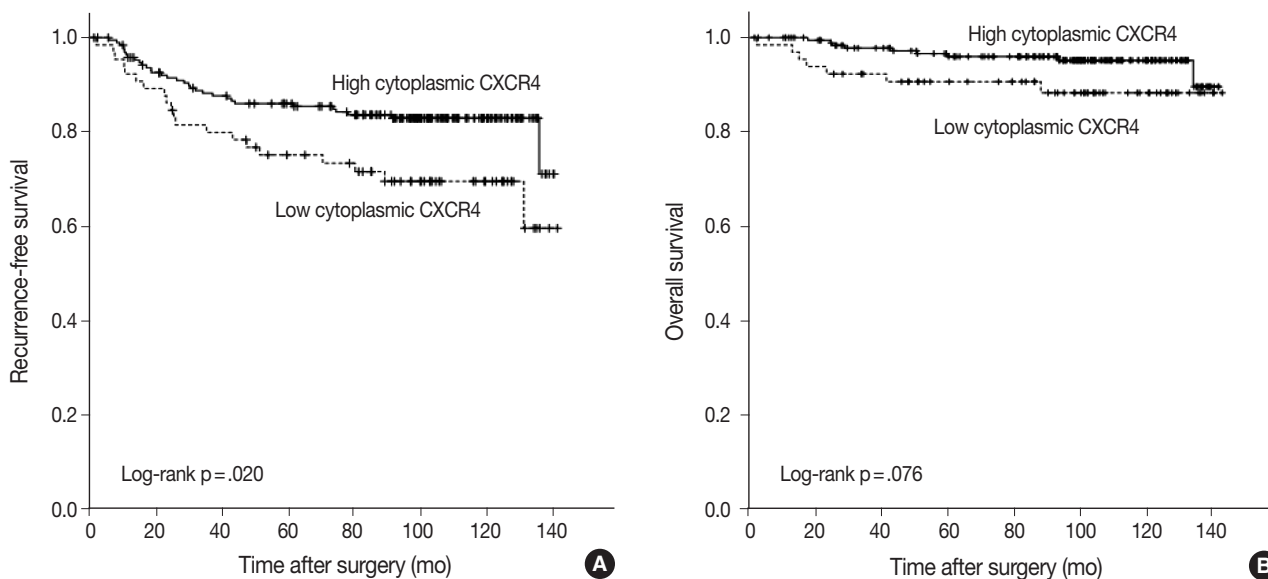 Recurrence-free survival
1.0
0.8
0.6
0.4
0.2
0.0
High cytoplasmic CXCR4
Low cytoplasmic CXCR4
Log-rank p=.020
0 20 40 60 80 100 120 140
Time after surgery (mo)
A
Overall survival
1.0
0.8
0.6
0.4
0.2
0.0
High cytoplasmic CXCR4
Low cytoplasmic CXCR4
Log-rank p=.076
0 20 40 60 80 100 120 140
Time after surgery (mo)
B